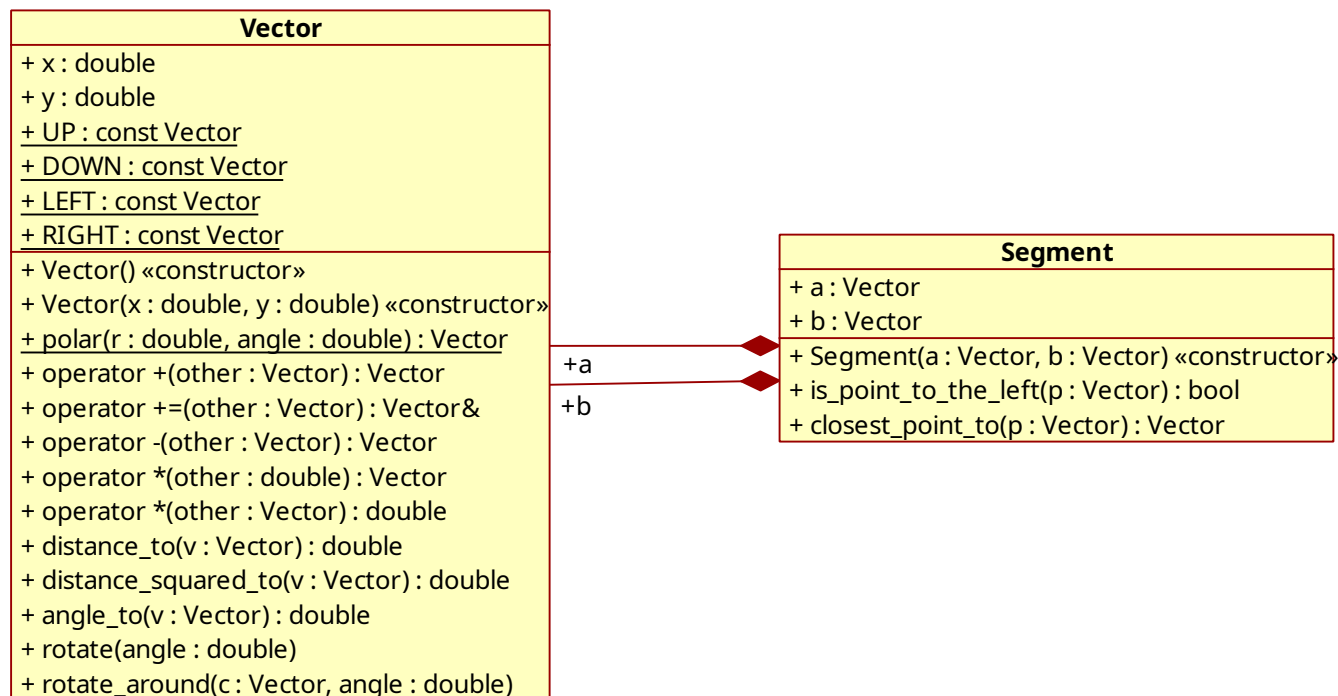 Vector
+ x : double
+ y : double
+ UP : const Vector
+ DOWN : const Vector
+ LEFT : const Vector
+ RIGHT : const Vector
+ Vector() «constructor»
+ Vector(x : double, y : double) «constructor»
+ polar(r : double, angle : double) : Vector
+ operator +(other : Vector) : Vector
+ operator +=(other : Vector) : Vector&
+ operator -(other : Vector) : Vector
+ operator *(other : double) : Vector
+ operator *(other : Vector) : double
+ distance_to(v : Vector) : double
+ distance_squared_to(v : Vector) : double
+ angle_to(v : Vector) : double
+ rotate(angle : double)
+ rotate_around(c : Vector, angle : double)
+a
+b
Segment
+ a : Vector
+ b : Vector
+ Segment(a : Vector, b : Vector) «constructor»
+ is_point_to_the_left(p : Vector) : bool
+ closest_point_to(p : Vector) : Vector